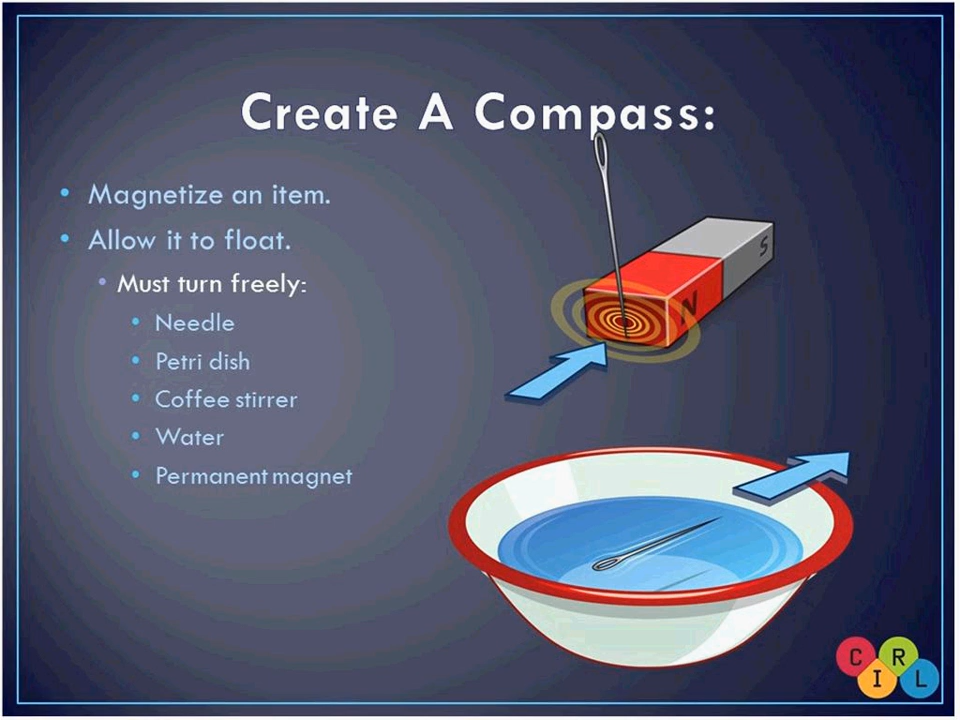 Create A Compass:
• Magnetize an item.
• Allow it to float.
• Must turn freely:
• Needle
• Petri dish
• Coffee stirrer
• Water
• Permanent magnet
S
N
C R
I L